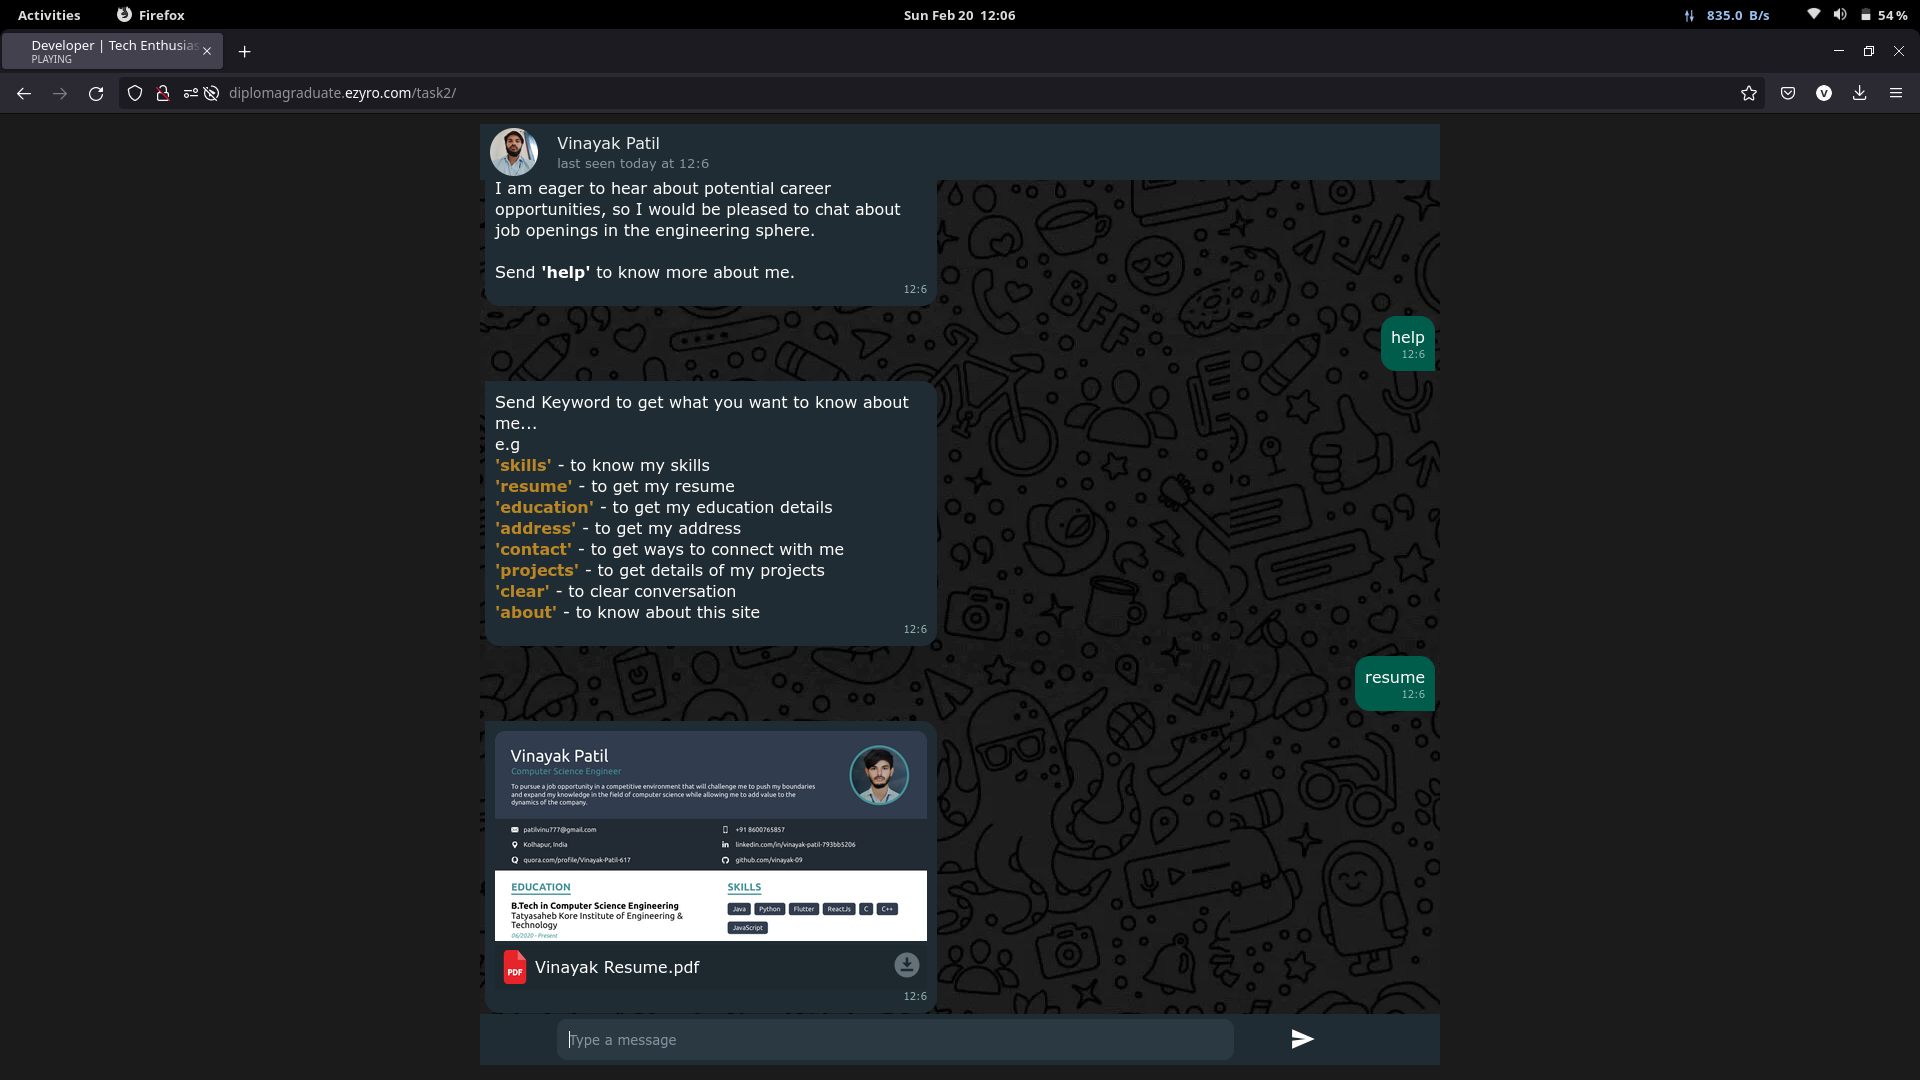 Activities
Firefox
Sun Feb 20 12:06
835.0 B/s
54 %
Developer | Tech Enthusias
PLAYING
diplomagraduate.ezyro.com/task2/
V
Vinayak Patil
last seen today at 12:6
I am eager to hear about potential career
opportunities, so I would be pleased to chat about
job openings in the engineering sphere.
Send 'help' to know more about me.
12:6
help
12:6
Send Keyword to get what you want to know about
me...
e.g
'skills' - to know my skills
'resume' - to get my resume
'education' - to get my education details
'address' - to get my address
'contact' - to get ways to connect with me
'projects' - to get details of my projects
'clear' - to clear conversation
'about' - to know about this site
12:6
resume
12:6
Vinayak Patil
Computer Science Engineer
To pursue a job opportunity in a competitive environment that will challenge me to push my boundaries
and expand my knowledge in the field of computer science while allowing me to add value to the
dynamics of the company.
patilvinu777@gmail.com
+91 8600765857
Kolhapur, India
linkedin.com/in/vinayak-patil-793bb5206
quora.com/profile/Vinayak-Patil-617
github.com/vinayak-09
EDUCATION
B.Tech in Computer Science Engineering
Tatyasaheb Kore Institute of Engineering &
Technology
06/2020 - Present
SKILLS
Java Python Flutter ReactJs C C++
JavaScript
PDF
Vinayak Resume.pdf
12:6
Type a message
BFF